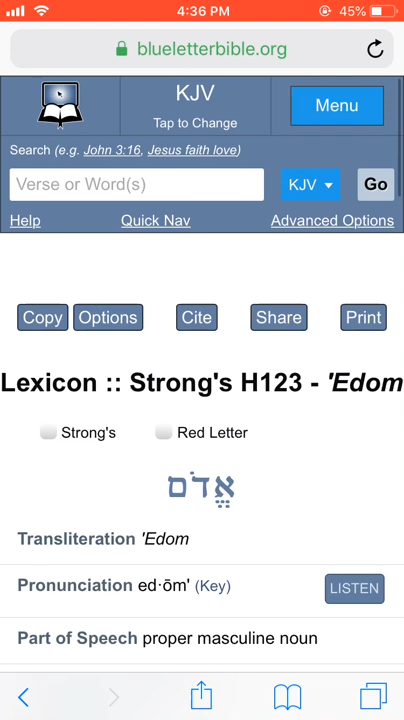 4:36 PM 45%
blueletterbible.org
KJV
Tap to Change
Menu
Search (e.g. John 3:16, Jesus faith love)
Verse or Word(s) KJV Go
Help Quick Nav Advanced Options
Copy Options Cite Share Print
Lexicon :: Strong's H123 - 'Edom
Strong's Red Letter
אֱדֹם
Transliteration 'Edom
Pronunciation ed·ōm' (Key) LISTEN
Part of Speech proper masculine noun